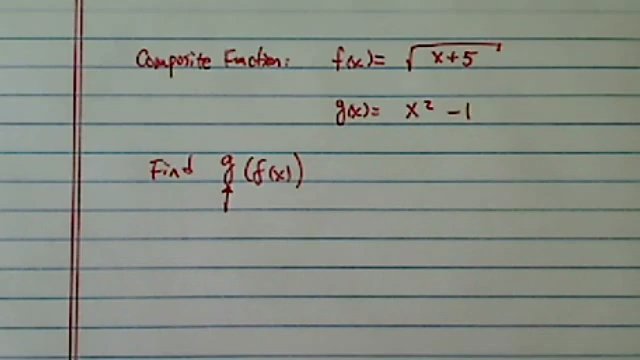 Composite Function: f(x) = √(x+5)
g(x) = x² - 1
Find g(f(x))